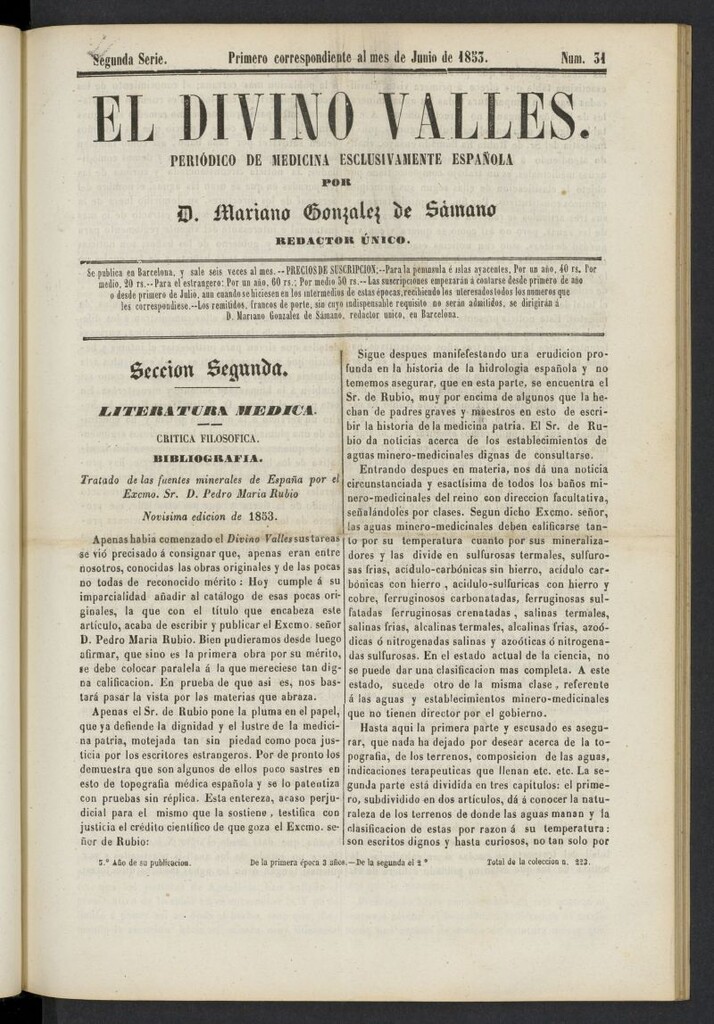 Segunda Serie. Primero correspondiente al mes de Junio de 1853. Num. 31
EL DIVINO VALLES.
PERIÓDICO DE MEDICINA ESCLUSIVAMENTE ESPAÑOLA
POR
D. Mariano Gonzalez de Sámano
REDACTOR ÚNICO.
Se publica en Barcelona, y sale seis veces al mes.--PRECIOS DE SUSCRIPCION:--Para la penisula é islas ayacentes, Por un año, 40 rs. Por
medio, 20 rs.--Para el estrangero: Por un año, 60 rs.; Por medio 30 rs.--Las suscripciones empezarán á contarse desde primero de año
o desde primero de Julio, aun cuando se hiciesen en los intermedios de estas épocas, recibiendo los interesados todos los numeros que
les correspondiese.--Los remitidos, francos de porte, sin cuyo indispensable requisito no serán admitidos, se dirigirán á
D. Mariano Gonzalez de Sámano, redactor unico, en Barcelona.
Seccion Segunda.
LITERATURA MEDICA.
CRITICA FILOSOFICA.
BIBLIOGRAFIA.
Tratado de las fuentes minerales de España por el
Excmo. Sr. D. Pedro Maria Rubio
Novisima edicion de 1853.
Apenas habia comenzado el Divino Valles sus tareas
se vió precisado á consignar que, apenas eran entre
nosotros, conocidas las obras originales y de las pocas
no todas de reconocido mérito: Hoy cumple á su
imparcialidad añadir al catálogo de esas pocas ori-
ginales, la que con el título que encabeza este
artículo, acaba de escribir y publicar el Excmo. señor
D. Pedro Maria Rubio. Bien pudieramos desde luego
afirmar, que sino es la primera obra por su mérito,
se debe colocar paralela á la que mereciese tan dig-
na calificacion. En prueba de que asi es, nos bas-
tará pasar la vista por las materias que abraza.
Apenas el Sr. de Rubio pone la pluma en el papel,
que ya defiende la dignidad y el lustre de la medici-
na patria, motejada tan sin piedad como poca jus-
ticia por los escritores estrangeros. Por de pronto los
demuestra que son algunos de ellos poco sastres en
esto de topografia médica española y se lo patentiza
con pruebas sin réplica. Esta entereza, acaso perju-
dicial para el mismo que la sostiene, testifica con
justicia el crédito cientifico de que goza el Excmo. se-
ñor de Rubio:
Sigue despues manifefestando una erudicion pro-
funda en la historia de la hidrologia española y no
tememos asegurar, que en esta parte, se encuentra el
Sr. de Rubio, muy por encima de algunos que la he-
chan de padres graves y maestros en esto de escri-
bir la historia de la medicina patria. El Sr. de Ru-
bio da noticias acerca de los establecimientos de
aguas minero-medicinales dignas de consultarse.
Entrando despues en materia, nos dá una noticia
circunstanciada y esactísima de todos los baños min-
ero-medicinales del reino con direccion facultativa,
señalándoles por clases. Segun dicho Excmo. señor,
las aguas minero-medicinales deben calificarse tan-
to por su temperatura cuanto por sus mineraliza-
dores y las divide en sulfurosas termales, sulfuro-
sas frias, acídulo-carbónicas sin hierro, acídulo car-
bónicas con hierro, acidulo-sulfuricas con hierro y
cobre, ferruginosas carbonatadas, ferruginosas sul-
fatadas ferruginosas crenatadas, salinas termales,
salinas frias, alcalinas termales, alcalinas frias, azoó-
dicas ó nitrogenadas salinas y azoóticas ó nitrogena-
das sulfurosas. En el estado actual de la ciencia, no
se puede dar una clasificacion mas completa. A este
estado, sucede otro de la misma clase, referente
á las aguas y establecimientos minero-medicinales
que no tienen director por el gobierno.
Hasta aqui la primera parte y escusado es asegu-
rar, que nada ha dejado por desear acerca de la to-
pografia, de los terrenos, composicion de las aguas,
indicaciones terapeuticas que llenan etc. etc. La se-
gunda parte está dividida en tres capitulos: el prime-
ro, subdividido en dos artículos, dá á conocer la natu-
raleza de los terrenos de donde las aguas manan y la
clasificacion de estas por razon á su temperatura:
son escritos dignos y hasta curiosos, no tan solo por
3.º Año de su publicacion. De la primera época 3 años.—De la segunda el 2.º Total de la coleccion n. 223.